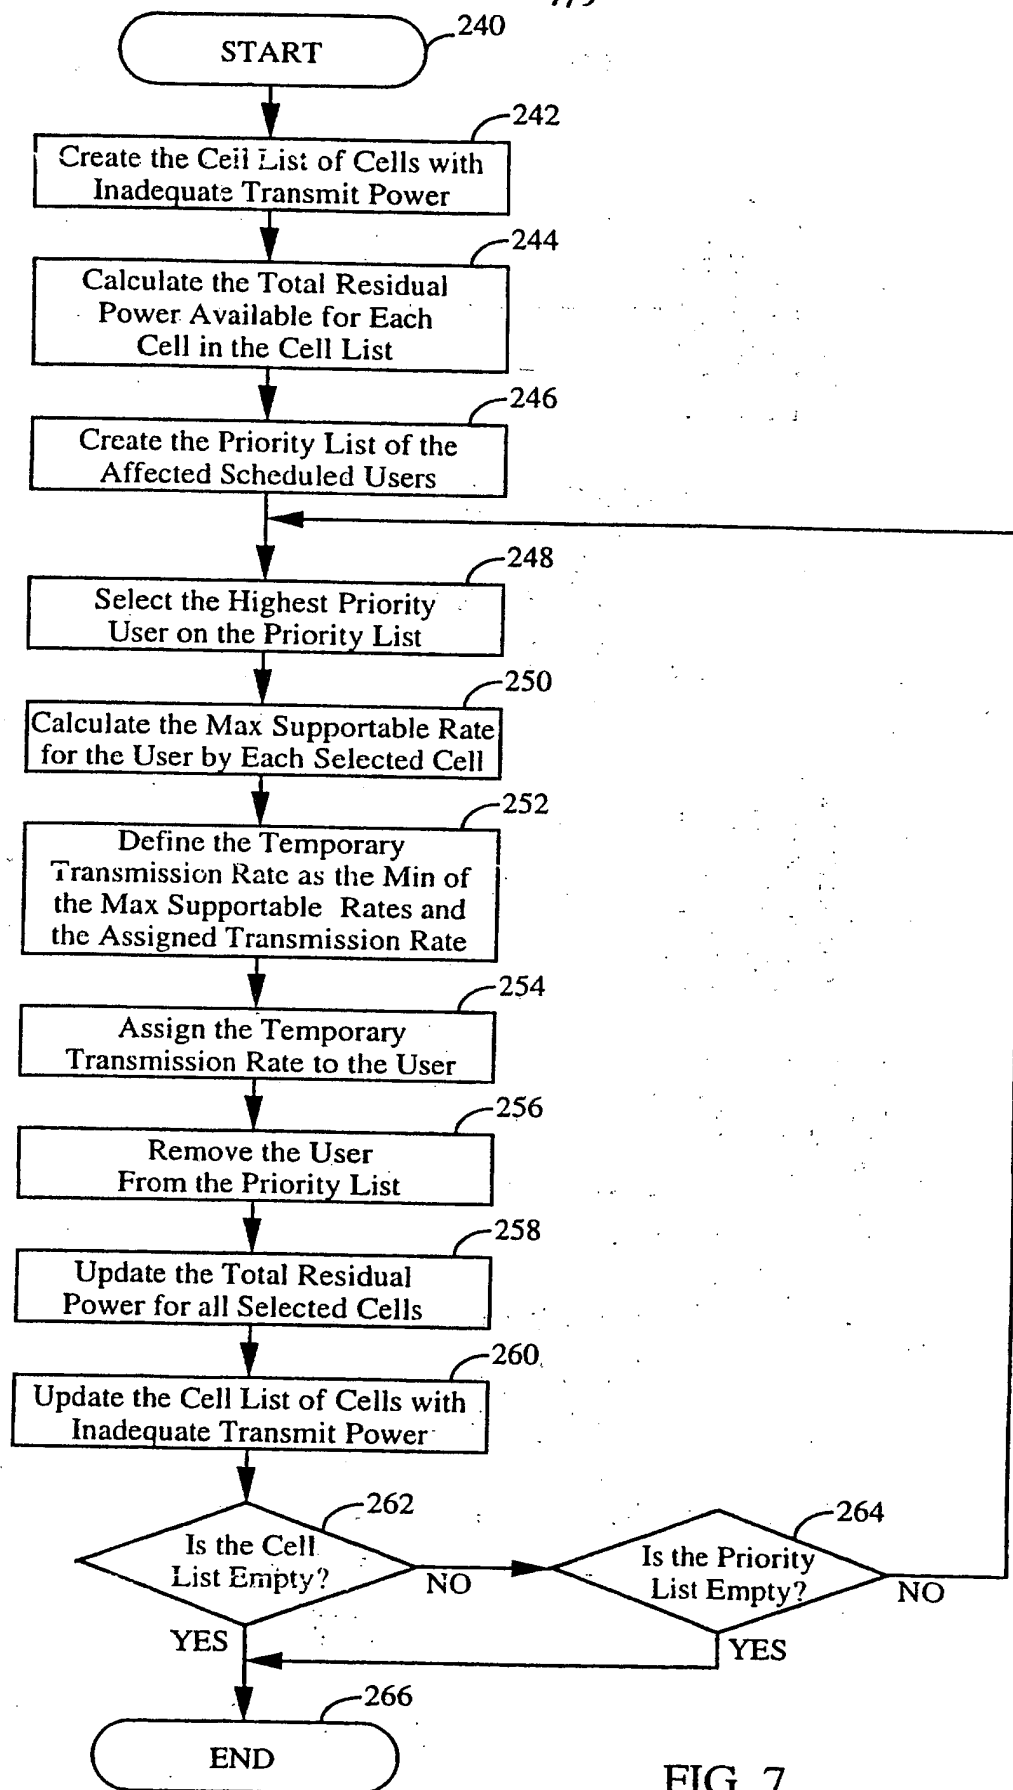 240
START
242
Create the Cell List of Cells with
Inadequate Transmit Power
244
Calculate the Total Residual
Power Available for Each
Cell in the Cell List
246
Create the Priority List of the
Affected Scheduled Users
248
Select the Highest Priority
User on the Priority List
250
Calculate the Max Supportable Rate
for the User by Each Selected Cell
252
Define the Temporary
Transmission Rate as the Min of
the Max Supportable Rates and
the Assigned Transmission Rate
254
Assign the Temporary
Transmission Rate to the User
256
Remove the User
From the Priority List
258
Update the Total Residual
Power for all Selected Cells
260
Update the Cell List of Cells with
Inadequate Transmit Power
262
Is the Cell
List Empty?
NO
YES
264
Is the Priority
List Empty?
NO
YES
266
END
FIG. 7